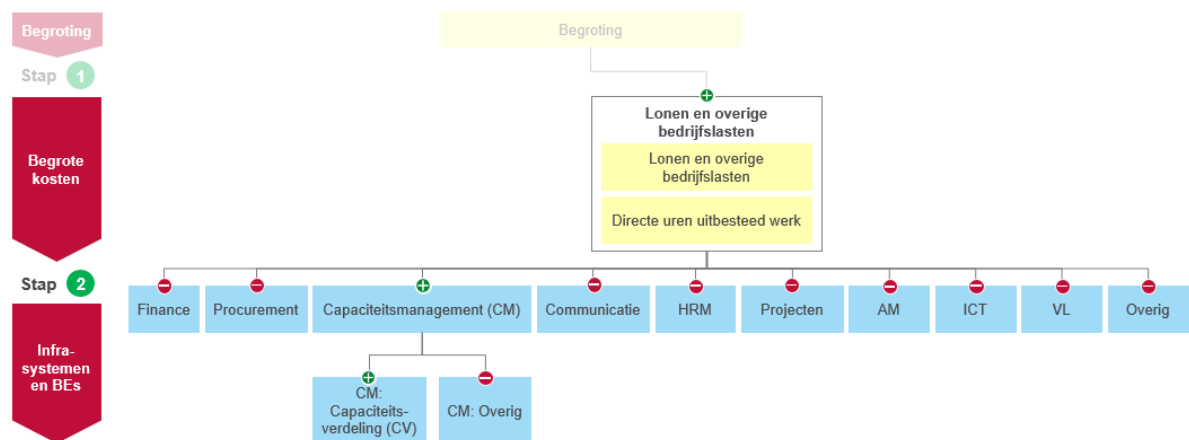 Begroting
Begroting
Stap 1
Lonen en overige
bedrijfslasten
Begrote
kosten
Lonen en overige
bedrijfslasten
Directe uren uitbesteed werk
Stap 2
Finance
Procurement
Capaciteitsmanagement (CM)
Communicatie
HRM
Projecten
AM
ICT
VL
Overig
Infra-
systemen
en BEs
CM:
Capaciteits-
verdeling (CV)
CM: Overig